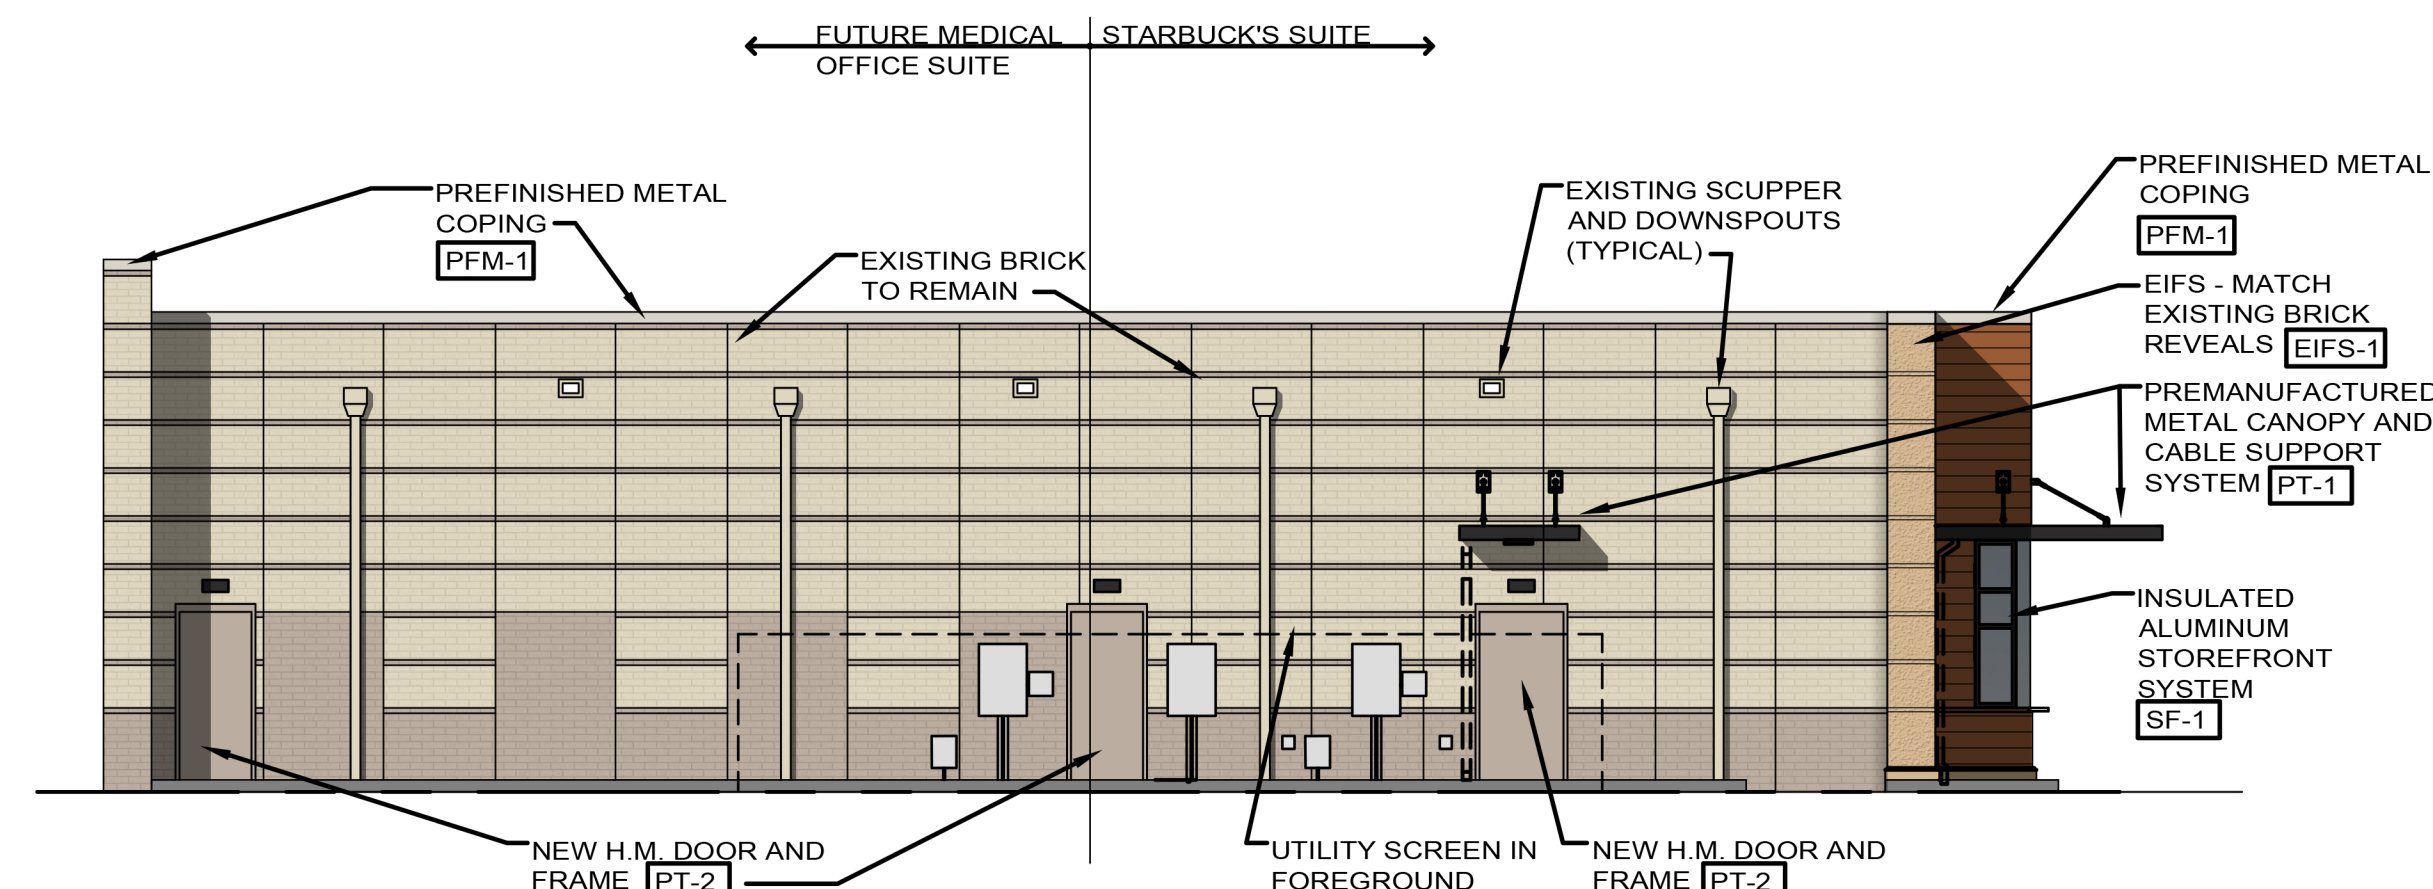 FUTURE MEDICAL
OFFICE SUITE
STARBUCK'S SUITE
PREFINISHED METAL
COPING
PFM-1
EXISTING BRICK
TO REMAIN
EXISTING SCUPPER
AND DOWNSPOUTS
(TYPICAL)
PREFINISHED METAL
COPING
PFM-1
EIFS - MATCH
EXISTING BRICK
REVEALS EIFS-1
PREMANUFACTURED
METAL CANOPY AND
CABLE SUPPORT
SYSTEM PT-1
INSULATED
ALUMINUM
STOREFRONT
SYSTEM
SF-1
NEW H.M. DOOR AND
FRAME PT-2
UTILITY SCREEN IN
FOREGROUND
NEW H.M. DOOR AND
FRAME PT-2